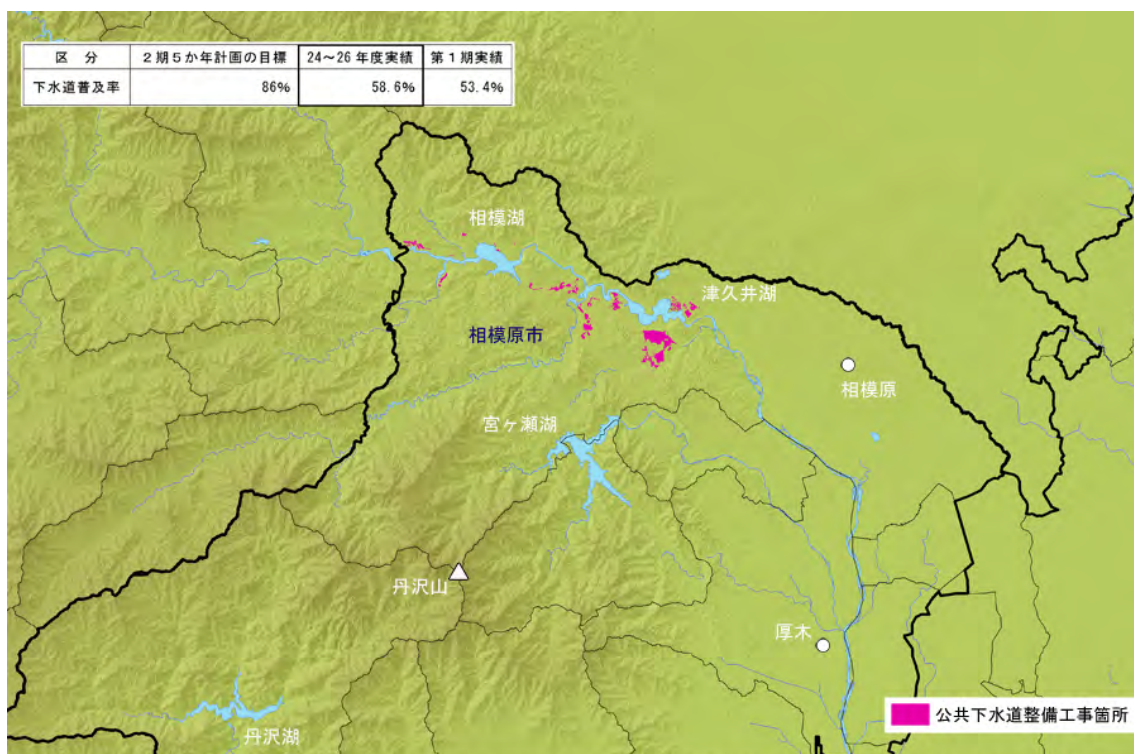 区 分 2期5か年計画の目標 24~26年度実績 第1期実績
下水道普及率 86% 58.6% 53.4%
相模湖
津久井湖
相模原市
相模原
宮ヶ瀬湖
丹沢山
厚木
公共下水道整備工事箇所
丹沢湖